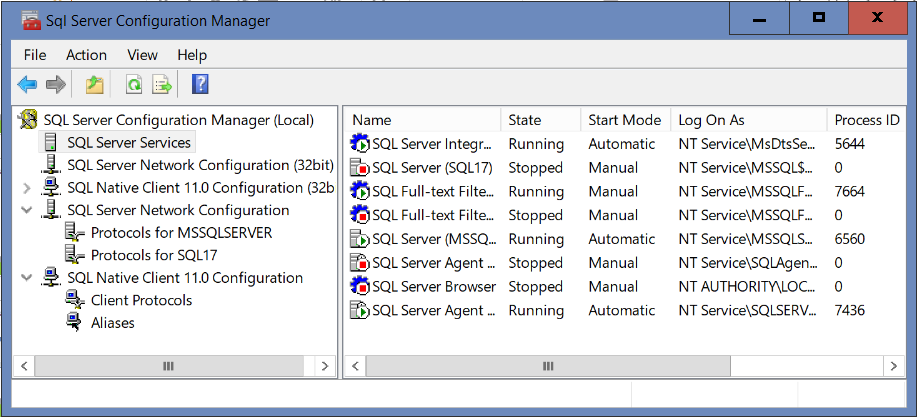 Sql Server Configuration Manager
File Action View Help
SQL Server Configuration Manager (Local)
SQL Server Services
SQL Server Network Configuration (32bit)
SQL Native Client 11.0 Configuration (32b
SQL Server Network Configuration
Protocols for MSSQLSERVER
Protocols for SQL17
SQL Native Client 11.0 Configuration
Client Protocols
Aliases
Name State Start Mode Log On As Process ID
SQL Server Integr... Running Automatic NT Service\MsDtsSe... 5644
SQL Server (SQL17) Stopped Manual NT Service\MSSQL$... 0
SQL Full-text Filte... Running Manual NT Service\MSSQLF... 7664
SQL Full-text Filte... Stopped Manual NT Service\MSSQLF... 0
SQL Server (MSSQ... Running Automatic NT Service\MSSQLS... 6560
SQL Server Agent ... Stopped Manual NT Service\SQLAgen... 0
SQL Server Browser Stopped Manual NT AUTHORITY\LOC... 0
SQL Server Agent ... Running Automatic NT Service\SQLSERV... 7436